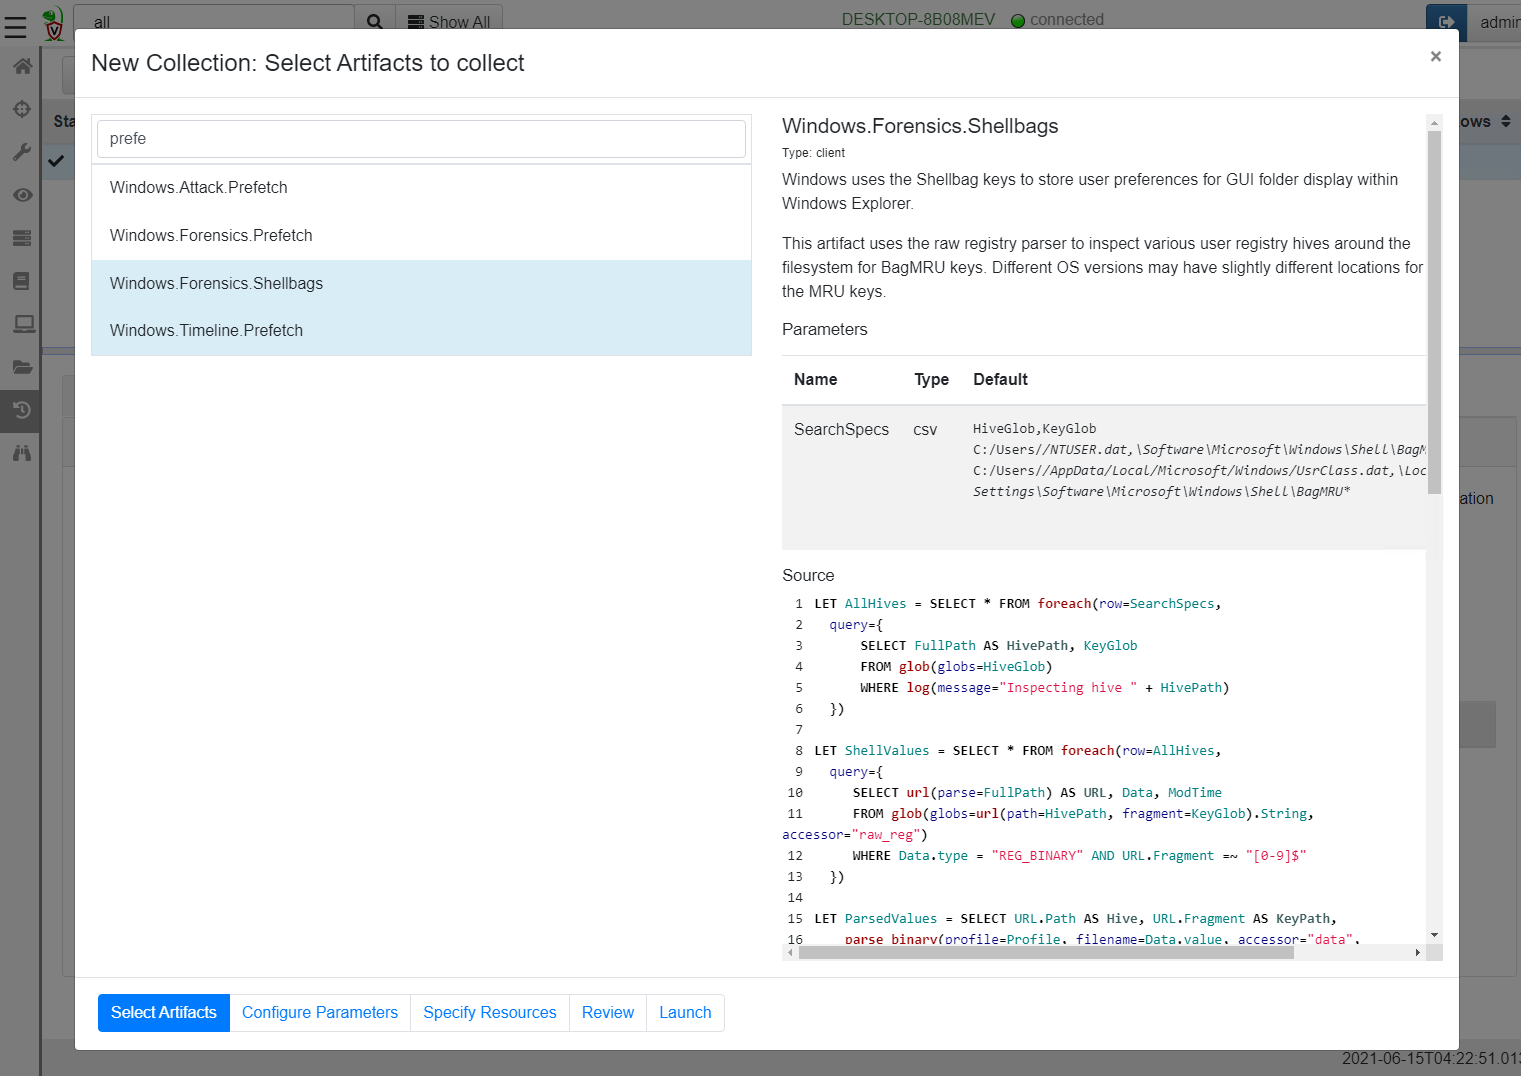 all
Show All
DESKTOP-8B08MEV
connected
admin
New Collection: Select Artifacts to collect
×
Sta
ows
prefe
Windows.Attack.Prefetch
Windows.Forensics.Prefetch
Windows.Forensics.Shellbags
Windows.Timeline.Prefetch
Windows.Forensics.Shellbags
Type: client
Windows uses the Shellbag keys to store user preferences for GUI folder display within
Windows Explorer.
This artifact uses the raw registry parser to inspect various user registry hives around the
filesystem for BagMRU keys. Different OS versions may have slightly different locations for
the MRU keys.
Parameters
Name Type Default
SearchSpecs csv HiveGlob,KeyGlob
C:/Users//NTUSER.dat,\Software\Microsoft\Windows\Shell\BagM
C:/Users//AppData/Local/Microsoft/Windows/UsrClass.dat,\Loc
Settings\Software\Microsoft\Windows\Shell\BagMRU*
ation
Source
1 LET AllHives = SELECT * FROM foreach(row=SearchSpecs,
2 query={
3 SELECT FullPath AS HivePath, KeyGlob
4 FROM glob(globs=HiveGlob)
5 WHERE log(message="Inspecting hive " + HivePath)
6 })
7
8 LET ShellValues = SELECT * FROM foreach(row=AllHives,
9 query={
10 SELECT url(parse=FullPath) AS URL, Data, ModTime
11 FROM glob(globs=url(path=HivePath, fragment=KeyGlob).String,
accessor="raw_reg")
12 WHERE Data.type = "REG_BINARY" AND URL.Fragment =~ "[0-9]$"
13 })
14
15 LET ParsedValues = SELECT URL.Path AS Hive, URL.Fragment AS KeyPath,
16 parse_binary(profile=Profile, filename=Data.value, accessor="data",
Select Artifacts
Configure Parameters
Specify Resources
Review
Launch
2021-06-15T04:22:51.013